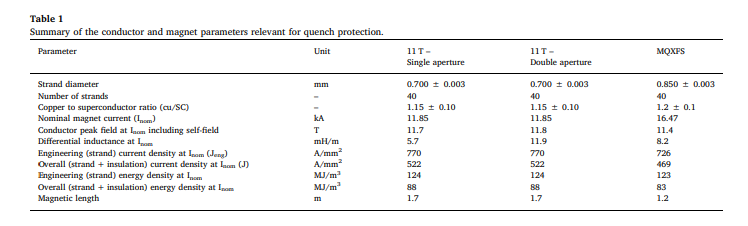 Table 1
Summary of the conductor and magnet parameters relevant for quench protection.
Parameter Unit 11 T – Single aperture 11 T – Double aperture MQXFS
Strand diameter mm 0.700 ± 0.003 0.700 ± 0.003 0.850 ± 0.003
Number of strands – 40 40 40
Copper to superconductor ratio (cu/SC) – 1.15 ± 0.10 1.15 ± 0.10 1.2 ± 0.1
Nominal magnet current (Inom) kA 11.85 11.85 16.47
Conductor peak field at Inom including self-field T 11.7 11.8 11.4
Differential inductance at Inom mH/m 5.7 11.9 8.2
Engineering (strand) current density at Inom (Jeng) A/mm² 770 770 726
Overall (strand + insulation) current density at Inom (J) A/mm² 522 522 469
Engineering (strand) energy density at Inom MJ/m³ 124 124 123
Overall (strand + insulation) energy density at Inom MJ/m³ 88 88 83
Magnetic length m 1.7 1.7 1.2